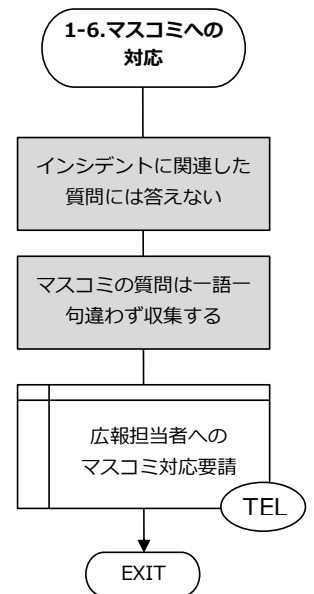 1-6.マスコミへの
対応
インシデントに関連した
質問には答えない
マスコミの質問は一語一
句違わず収集する
広報担当者への
マスコミ対応要請
TEL
EXIT